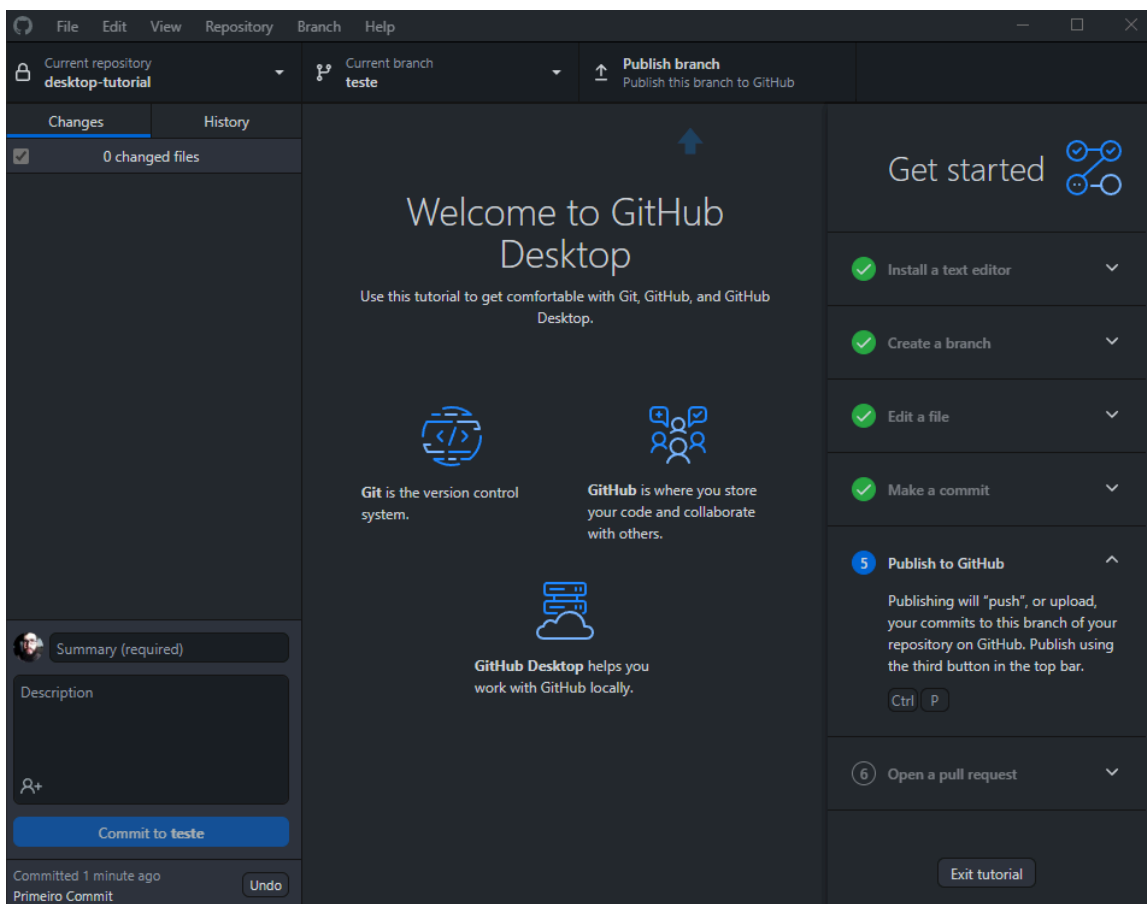 File Edit View Repository Branch Help
Current repository
desktop-tutorial
Current branch
teste
Publish branch
Publish this branch to GitHub
Changes History
0 changed files
Welcome to GitHub
Desktop
Use this tutorial to get comfortable with Git, GitHub, and GitHub
Desktop.
Git is the version control
system.
GitHub is where you store
your code and collaborate
with others.
GitHub Desktop helps you
work with GitHub locally.
Get started
Install a text editor
Create a branch
Edit a file
Make a commit
5 Publish to GitHub
Publishing will “push”, or upload,
your commits to this branch of your
repository on GitHub. Publish using
the third button in the top bar.
Ctrl P
6 Open a pull request
Exit tutorial
Summary (required)
Description
Commit to teste
Committed 1 minute ago
Primeiro Commit
Undo